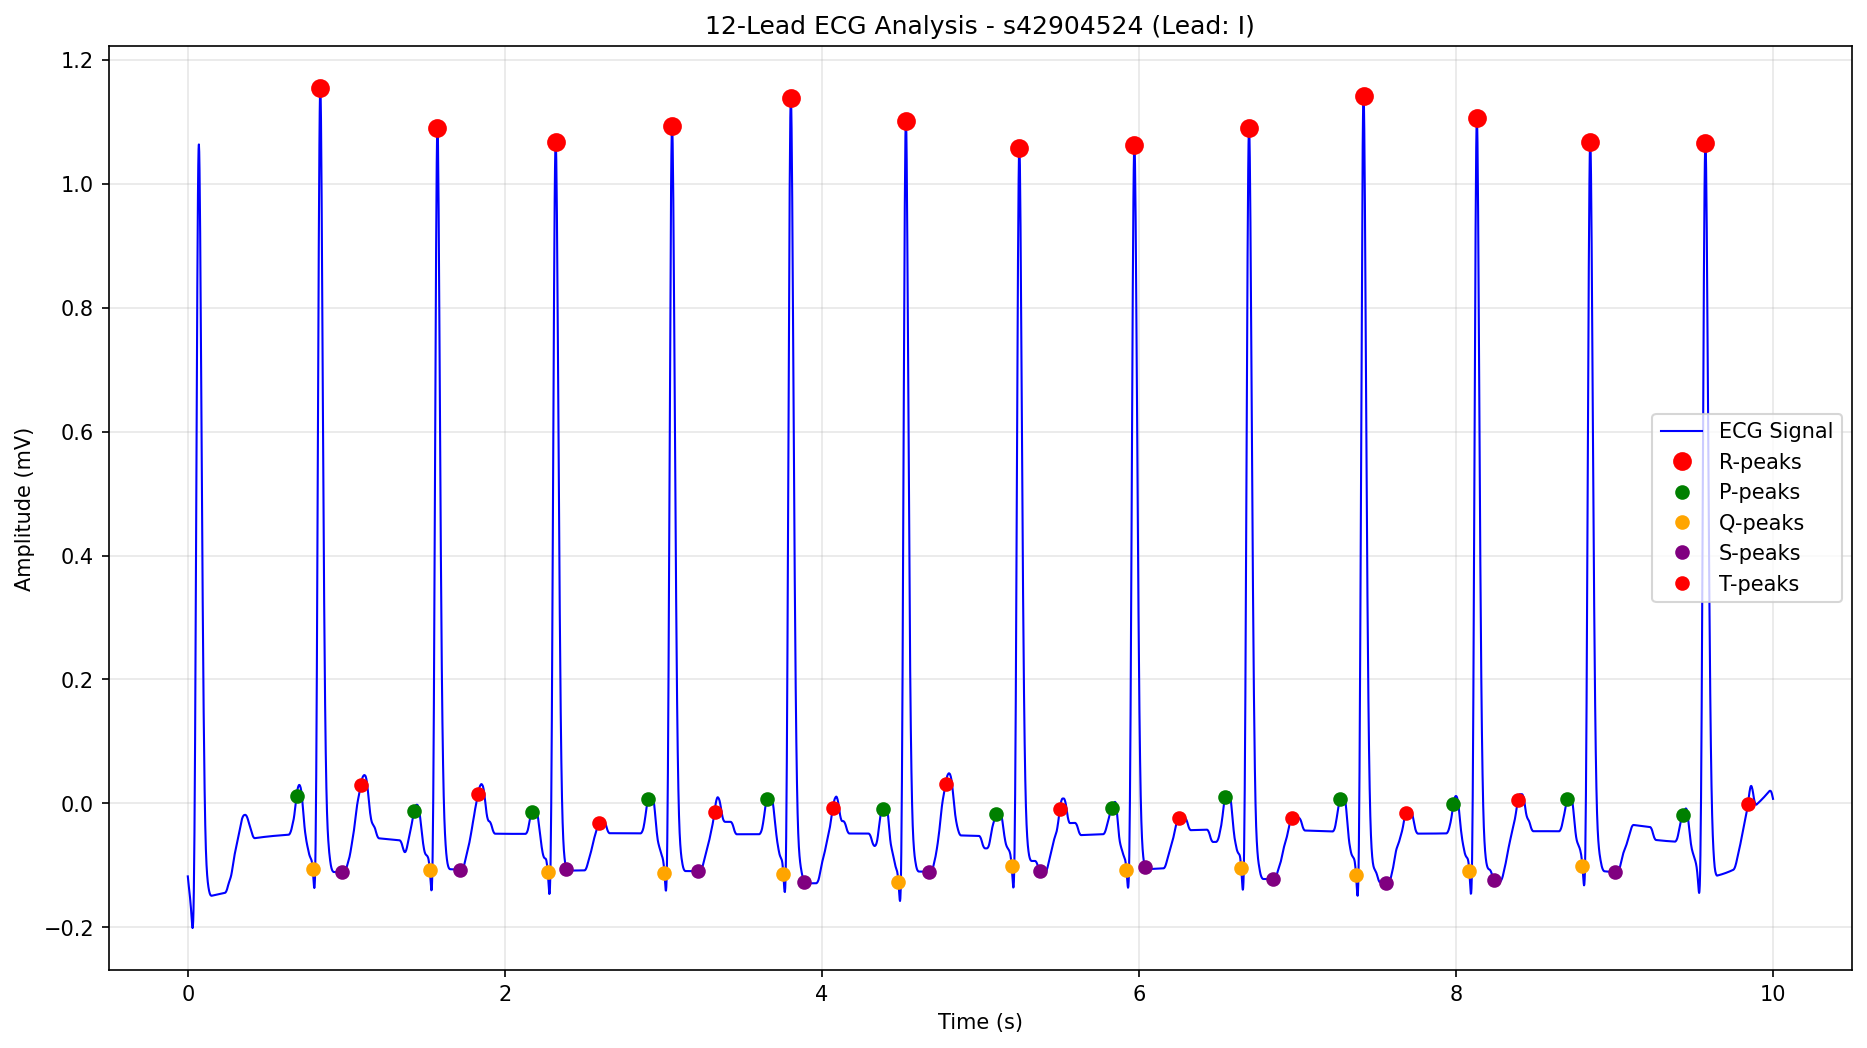 12-Lead ECG Analysis - s42904524 (Lead: I)
Amplitude (mV)
1.2
1.0
0.8
0.6
0.4
0.2
0.0
−0.2
ECG Signal
R-peaks
P-peaks
Q-peaks
S-peaks
T-peaks
0 2 4 6 8 10
Time (s)